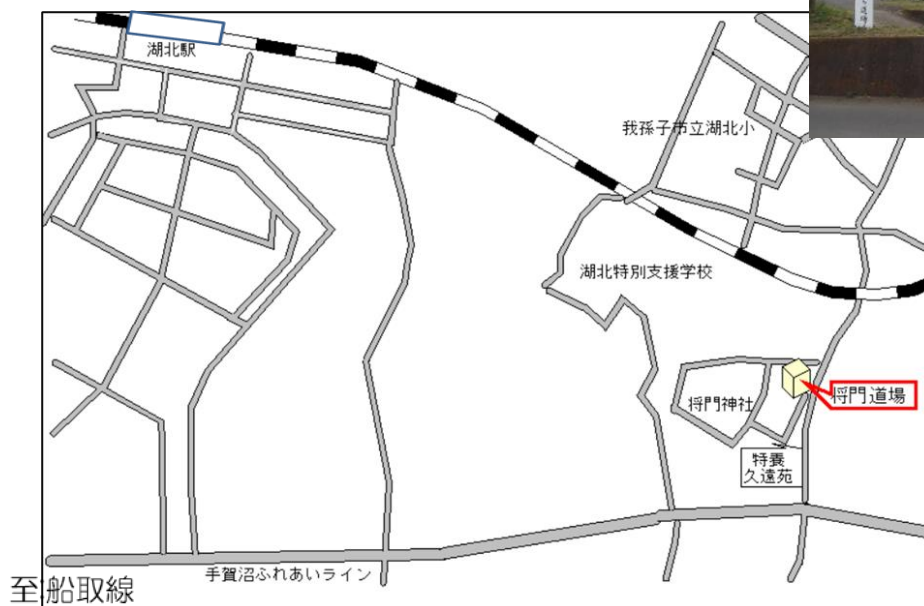 湖北駅
我孫子市立湖北小
湖北特別支援学校
将門神社
将門道場
特養
久遠苑
手賀沼ふれあいライン
至船取線